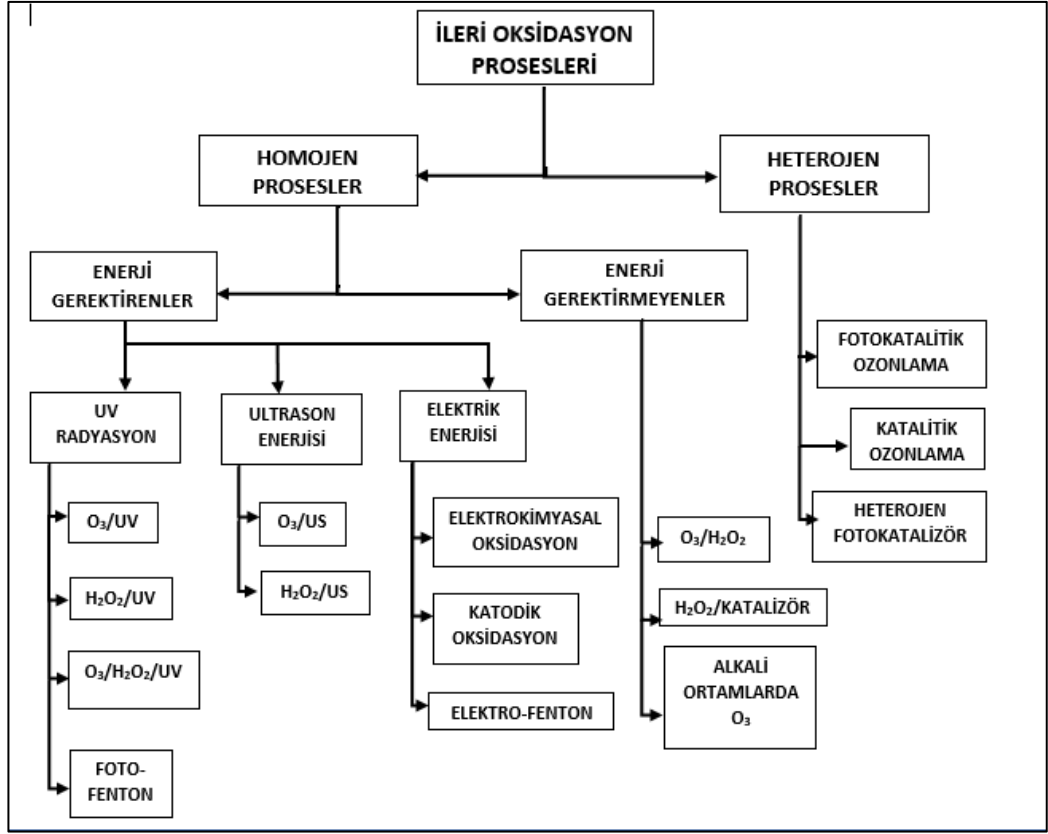 İLERİ OKSİDASYON
PROSESLERİ
HOMOJEN
PROSESLER
HETEROJEN
PROSESLER
ENERJİ
GEREKTİRENLER
ENERJİ
GEREKTİRMEYENLER
UV
RADYASYON
ULTRASON
ENERJİSİ
ELEKTRİK
ENERJİSİ
O₃/UV
H₂O₂/UV
O₃/H₂O₂/UV
FOTO-
FENTON
O₃/US
H₂O₂/US
ELEKTROKİMYASAL
OKSİDASYON
KATODİK
OKSİDASYON
ELEKTRO-FENTON
O₃/H₂O₂
H₂O₂/KATALİZÖR
ALKALİ
ORTAMLARDA
O₃
FOTOKATALİTİK
OZONLAMA
KATALİTİK
OZONLAMA
HETEROJEN
FOTOKATALİZÖR